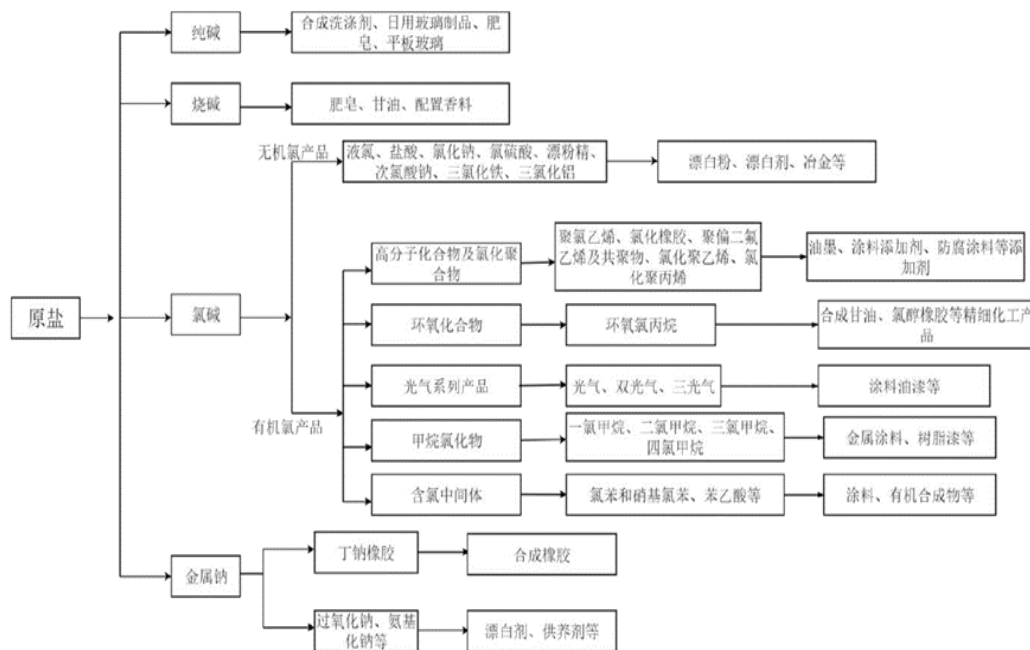 纯碱
合成洗涤剂、日用玻璃制品、肥
皂、平板玻璃
烧碱
肥皂、甘油、配置香料
无机氯产品
液氯、盐酸、氯化钠、氯硫酸、漂粉精、
次氯酸钠、三氯化铁、三氯化铝
漂白粉、漂白剂、冶金等
高分子化合物及氯化聚
合物
聚氯乙烯、氯化橡胶、聚偏二氟
乙烯及共聚物、氯化聚乙烯、氯
化聚丙烯
油墨、涂料添加剂、防腐涂料等添
加剂
原盐
氯碱
环氧化合物
环氧氯丙烷
合成甘油、氯醇橡胶等精细化工产
品
光气系列产品
光气、双光气、三光气
涂料油漆等
有机氯产品
甲烷氯化物
一氯甲烷、二氯甲烷、三氯甲烷、
四氯甲烷
金属涂料、树脂漆等
含氯中间体
氯苯和硝基氯苯、苯乙酸等
涂料、有机合成物等
金属钠
丁钠橡胶
合成橡胶
过氧化钠、氨基
化钠等
漂白剂、供养剂等